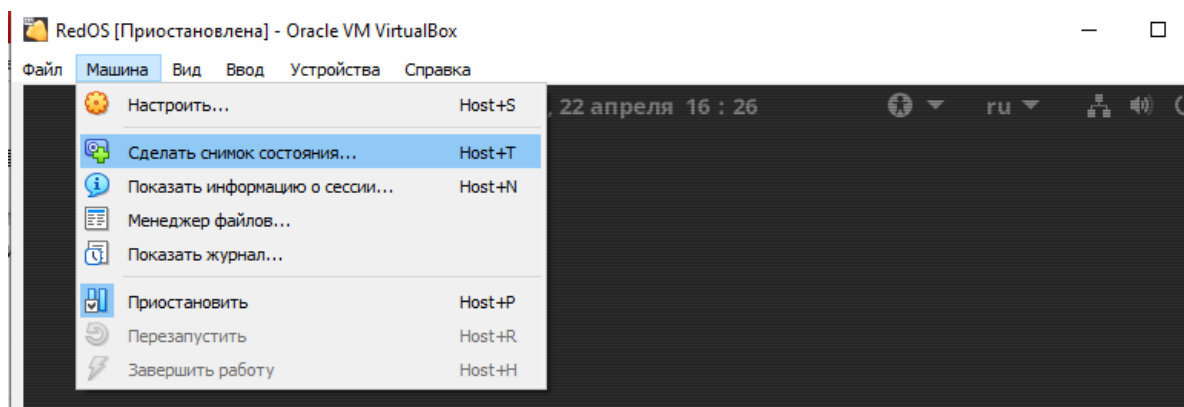 RedOS [Приостановлена] - Oracle VM VirtualBox
Файл Машина Вид Ввод Устройства Справка
, 22 апреля 16 : 26 ru
Настроить... Host+S
Сделать снимок состояния... Host+T
Показать информацию о сессии... Host+N
Менеджер файлов...
Показать журнал...
Приостановить Host+P
Перезапустить Host+R
Завершить работу Host+H